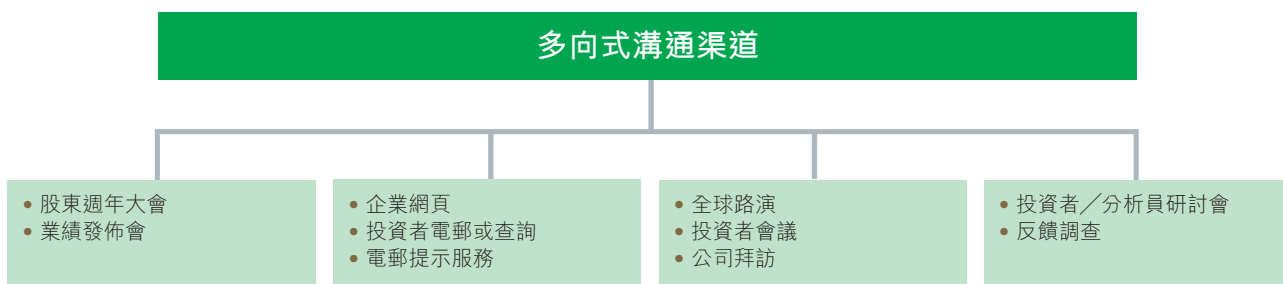 多向式溝通渠道
• 股東週年大會
• 業績發佈會
• 企業網頁
• 投資者電郵或查詢
• 電郵提示服務
• 全球路演
• 投資者會議
• 公司拜訪
• 投資者／分析員研討會
• 反饋調查